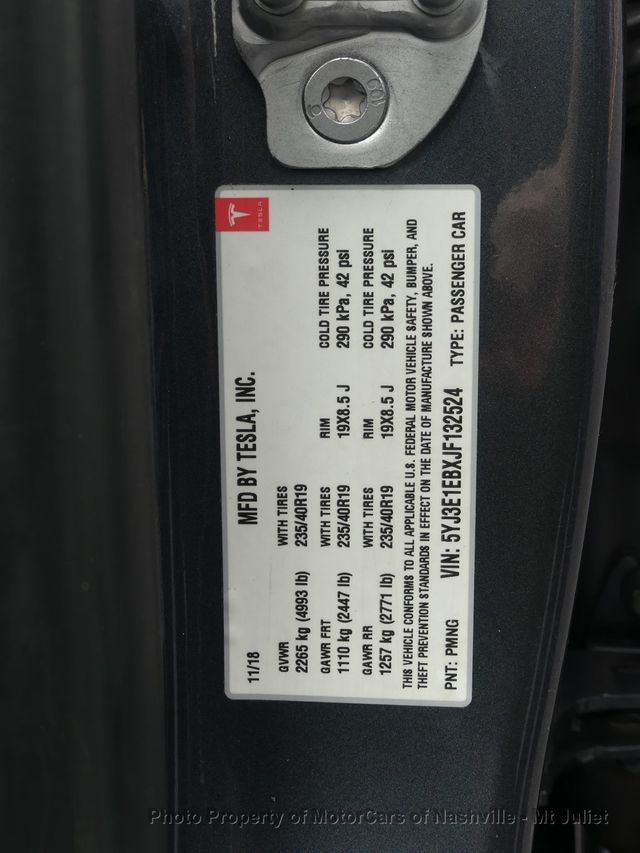 TESLA
MFD BY TESLA, INC.
11/18
GVWR WITH TIRES
2265 kg (4993 lb) 235/40R19
GAWR FRT WITH TIRES RIM COLD TIRE PRESSURE
1110 kg (2447 lb) 235/40R19 19X8.5 J 290 kPa, 42 psi
GAWR RR WITH TIRES RIM COLD TIRE PRESSURE
1257 kg (2771 lb) 235/40R19 19X8.5 J 290 kPa, 42 psi
THIS VEHICLE CONFORMS TO ALL APPLICABLE U.S. FEDERAL MOTOR VEHICLE SAFETY, BUMPER, AND
THEFT PREVENTION STANDARDS IN EFFECT ON THE DATE OF MANUFACTURE SHOWN ABOVE.
PNT: PMNG VIN: 5YJ3E1EBXJF132524 TYPE: PASSENGER CAR
Photo Property of MotorCars of Nashville - Mt Juliet